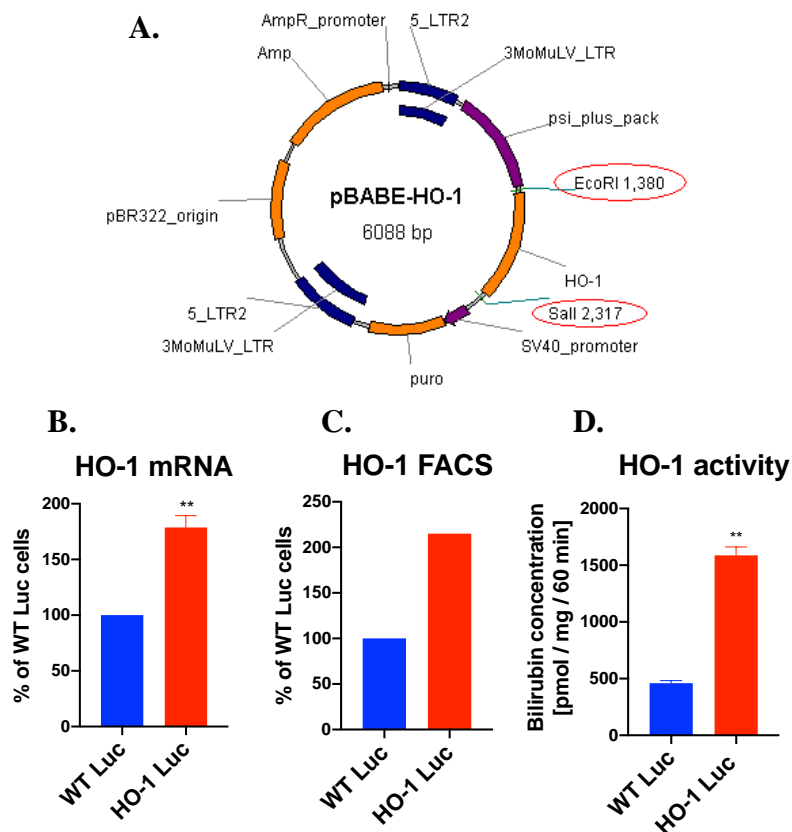 A.
AmpR_promoter
5_LTR2
Amp
3MoMuLV_LTR
psi_plus_pack
pBABE-HO-1
6088 bp
EcoRI 1,380
pBR322_origin
HO-1
5_LTR2
SalI 2,317
3MoMuLV_LTR
SV40_promoter
puro
B.
HO-1 mRNA
% of WT Luc cells
200
150
100
50
0
**
WT Luc
HO-1 Luc
C.
HO-1 FACS
% of WT Luc cells
250
200
150
100
50
0
WT Luc
HO-1 Luc
D.
HO-1 activity
Bilirubin concentration
[pmol / mg / 60 min]
2000
1500
1000
500
0
**
WT Luc
HO-1 Luc